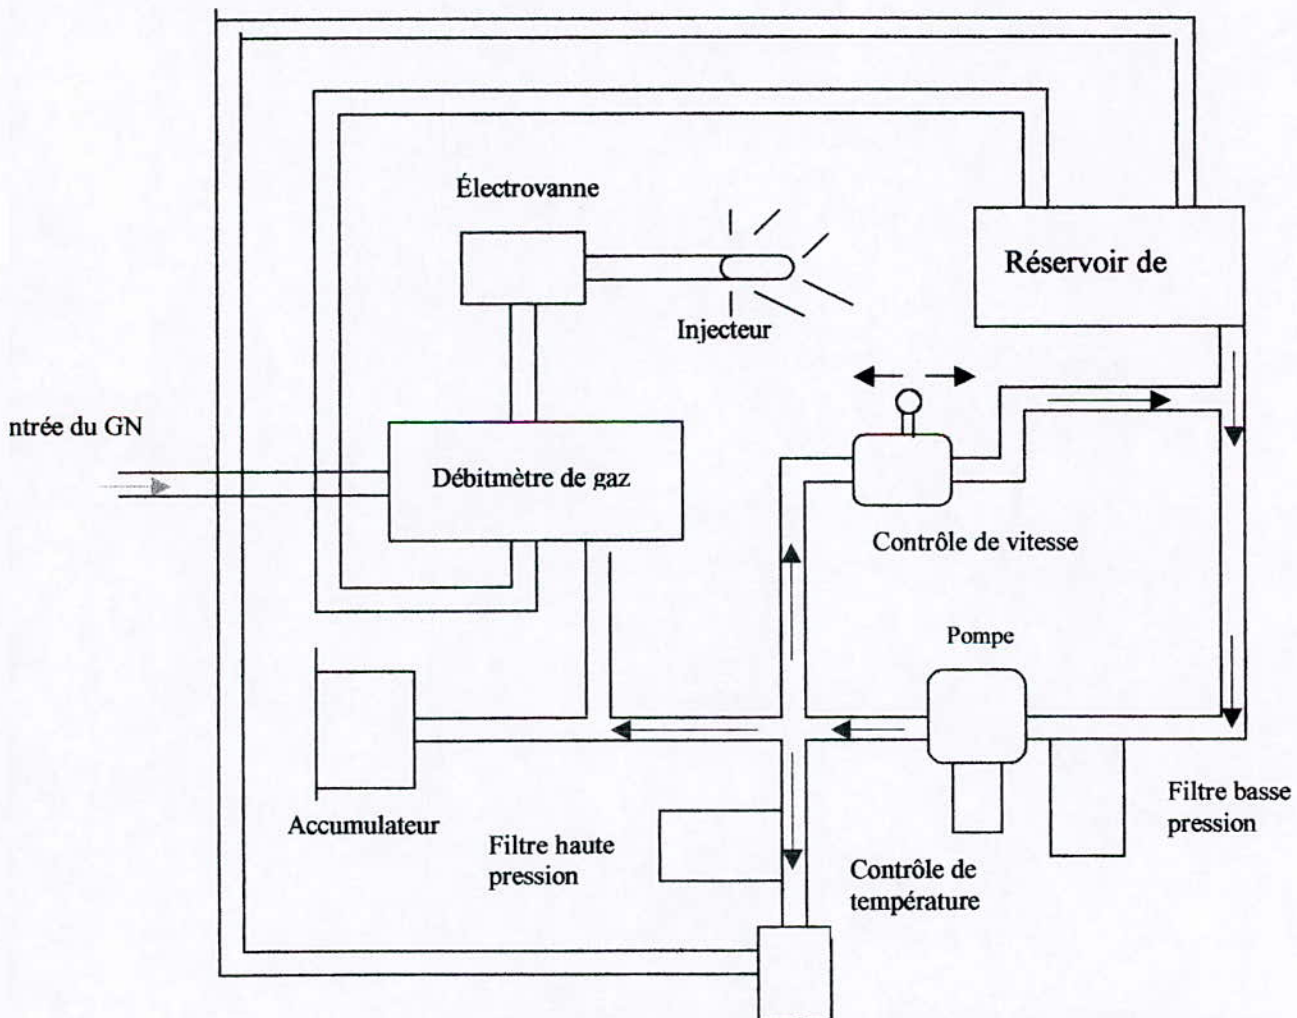 Électrovanne
Réservoir de
Injecteur
ntrée du GN
Débitmètre de gaz
Contrôle de vitesse
Pompe
Filtre basse
pression
Accumulateur
Filtre haute
pression
Contrôle de
température